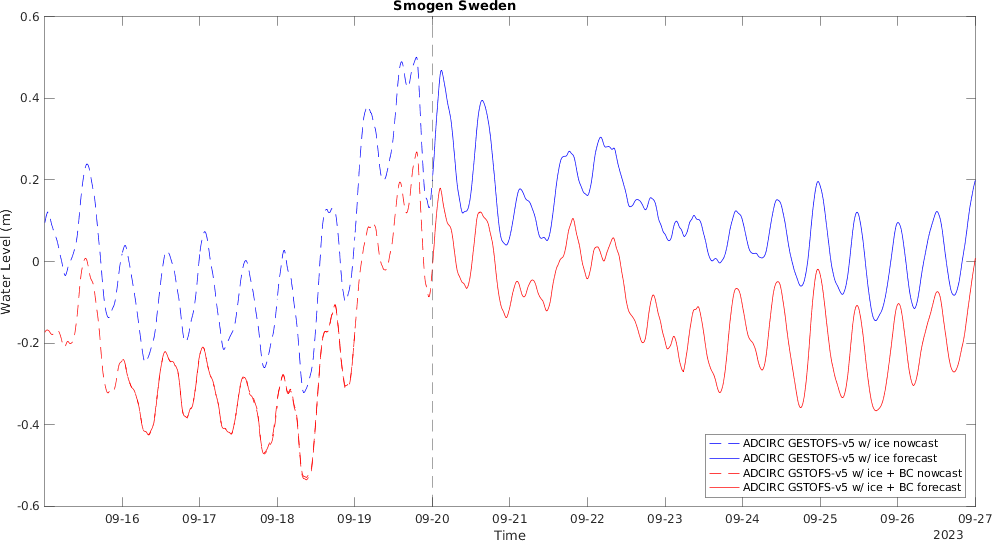 Smogen Sweden
0.6
0.4
0.2
0
-0.2
-0.4
-0.6
Water Level (m)
ADCIRC GESTOFS-v5 w/ ice nowcast
ADCIRC GESTOFS-v5 w/ ice forecast
ADCIRC GSTOFS-v5 w/ ice + BC nowcast
ADCIRC GSTOFS-v5 w/ ice + BC forecast
09-16 09-17 09-18 09-19 09-20 09-21 09-22 09-23 09-24 09-25 09-26 09-27
Time
2023